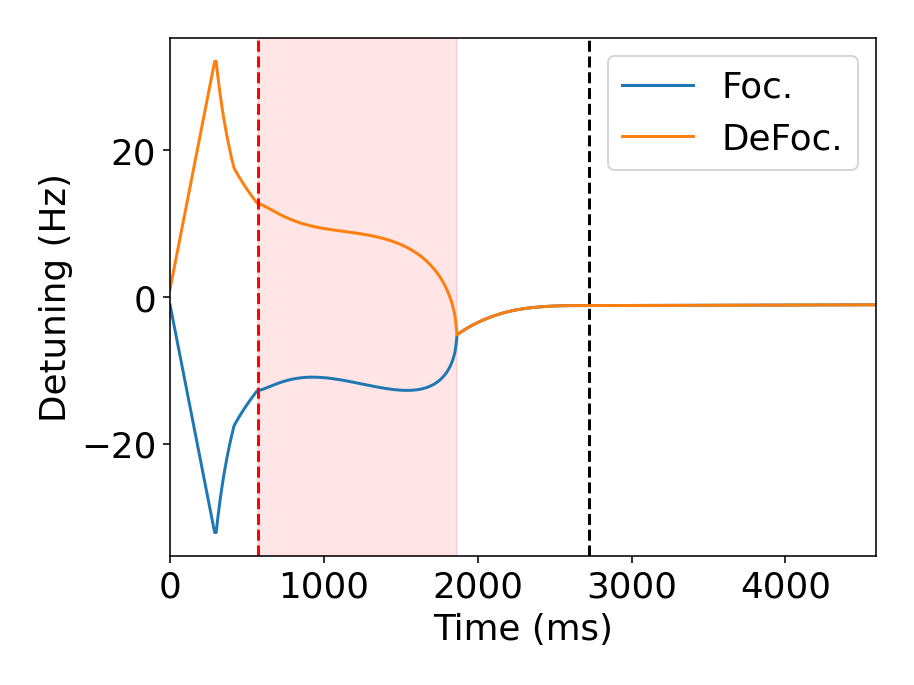 Foc.
DeFoc.
Detuning (Hz)
20
0
−20
0 1000 2000 3000 4000
Time (ms)